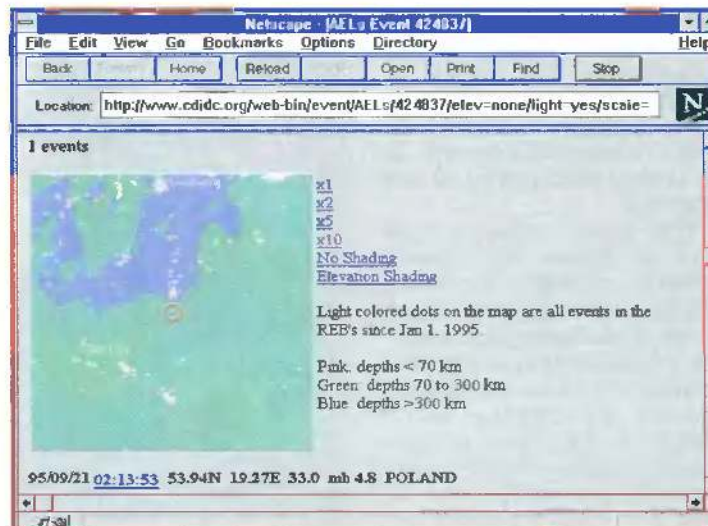 Netscape - [AELs Event 424837]
File Edit View Go Bookmarks Options Directory Help
Back Home Reload Open Print Find Stop
Location: http://www.cdidc.org/web-bin/event/AELs/424837/elev=none/light=yes/scale=
N
1 events
x1
x2
x5
x10
No Shading
Elevation Shading
Light colored dots on the map are all events in the
REB's since Jan 1, 1995.
Pink: depths < 70 km
Green: depths 70 to 300 km
Blue: depths >300 km
95/09/21 02:13:53 53.94N 19.27E 33.0 mb 4.8 POLAND